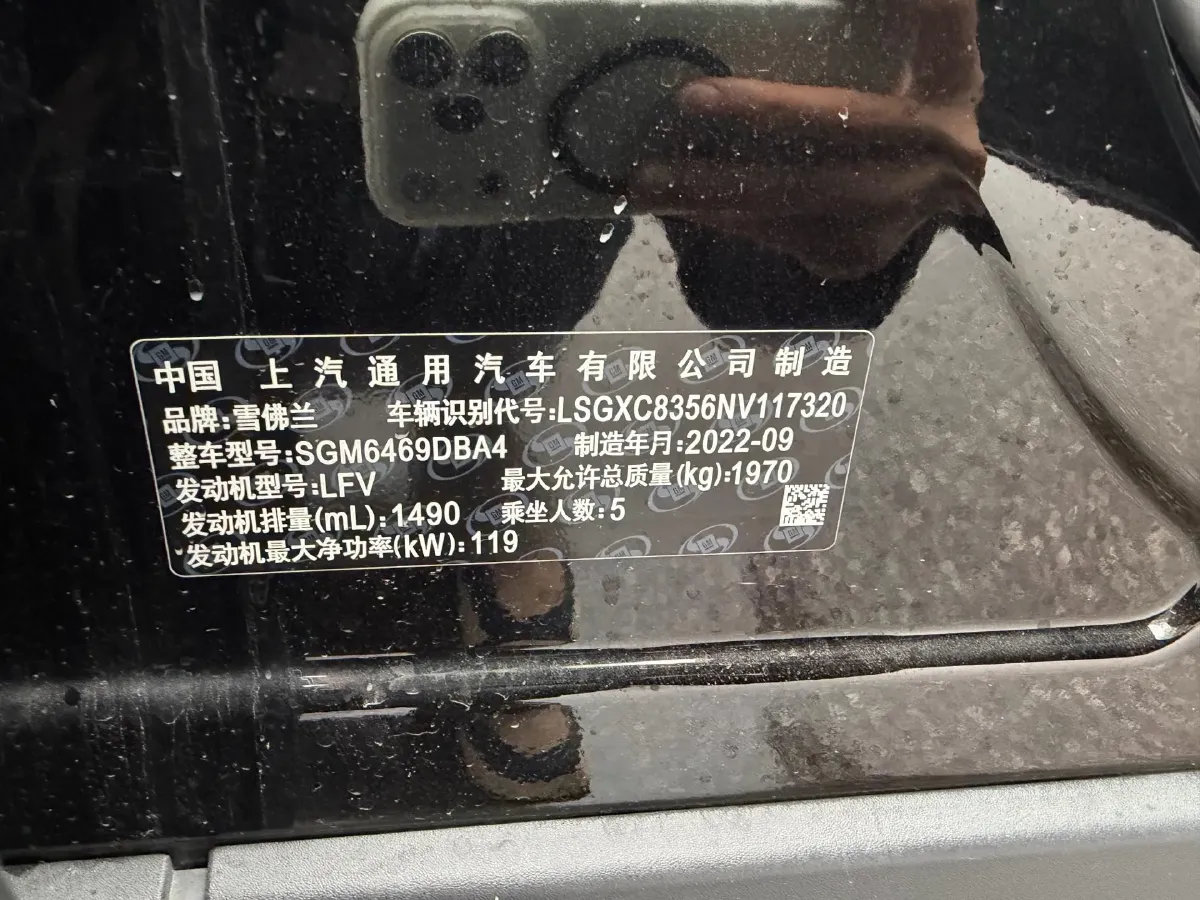 中国 上汽通用汽车有限公司制造
品牌:雪佛兰 车辆识别代号:LSGXC8356NV117320
整车型号:SGM6469DBA4 制造年月:2022-09
发动机型号:LFV 最大允许总质量(kg):1970
发动机排量(mL):1490 乘坐人数:5
发动机最大净功率(kW):119